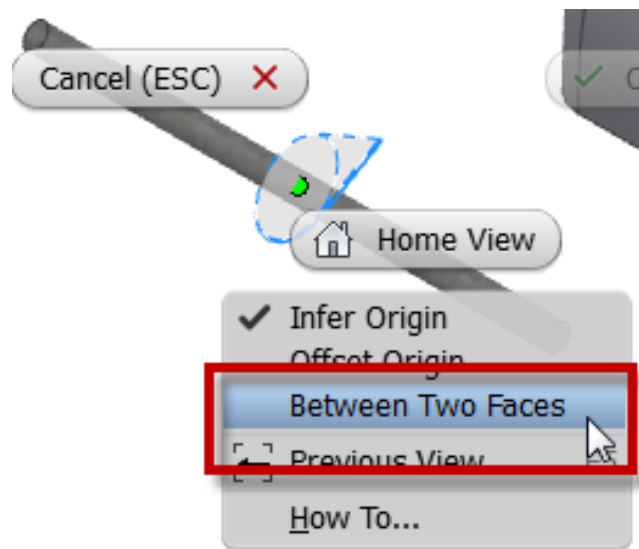 Cancel (ESC)
Home View
Infer Origin
Offset Origin
Between Two Faces
Previous View
How To...